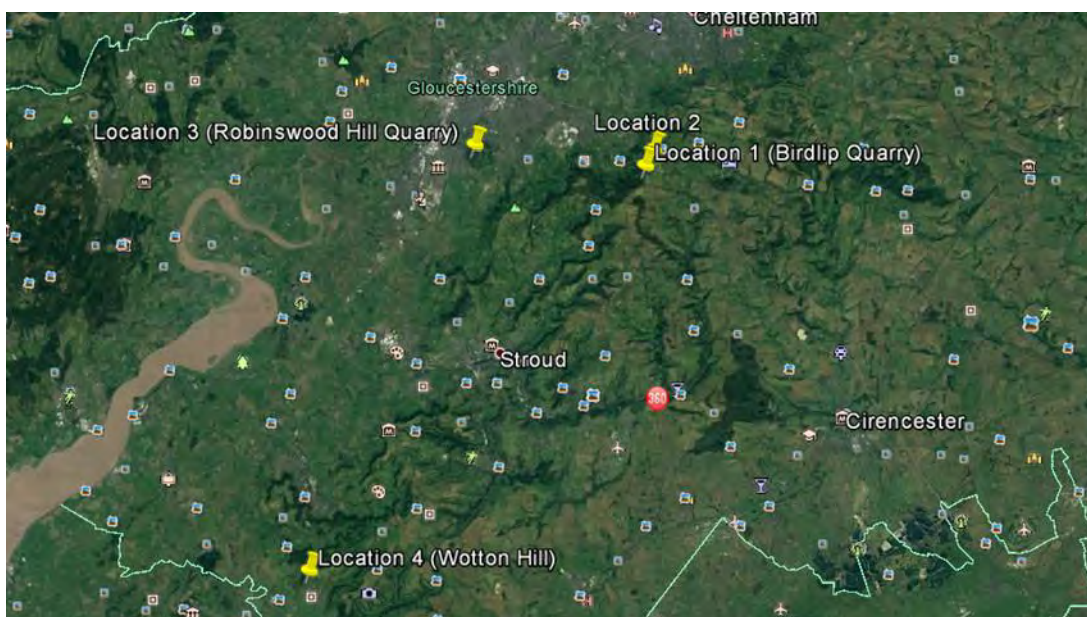 Cheltenham
Gloucestershire
Location 3 (Robinswood Hill Quarry)
Location 2
Location 1 (Birdlip Quarry)
Stroud
360
Cirencester
Location 4 (Wotton Hill)